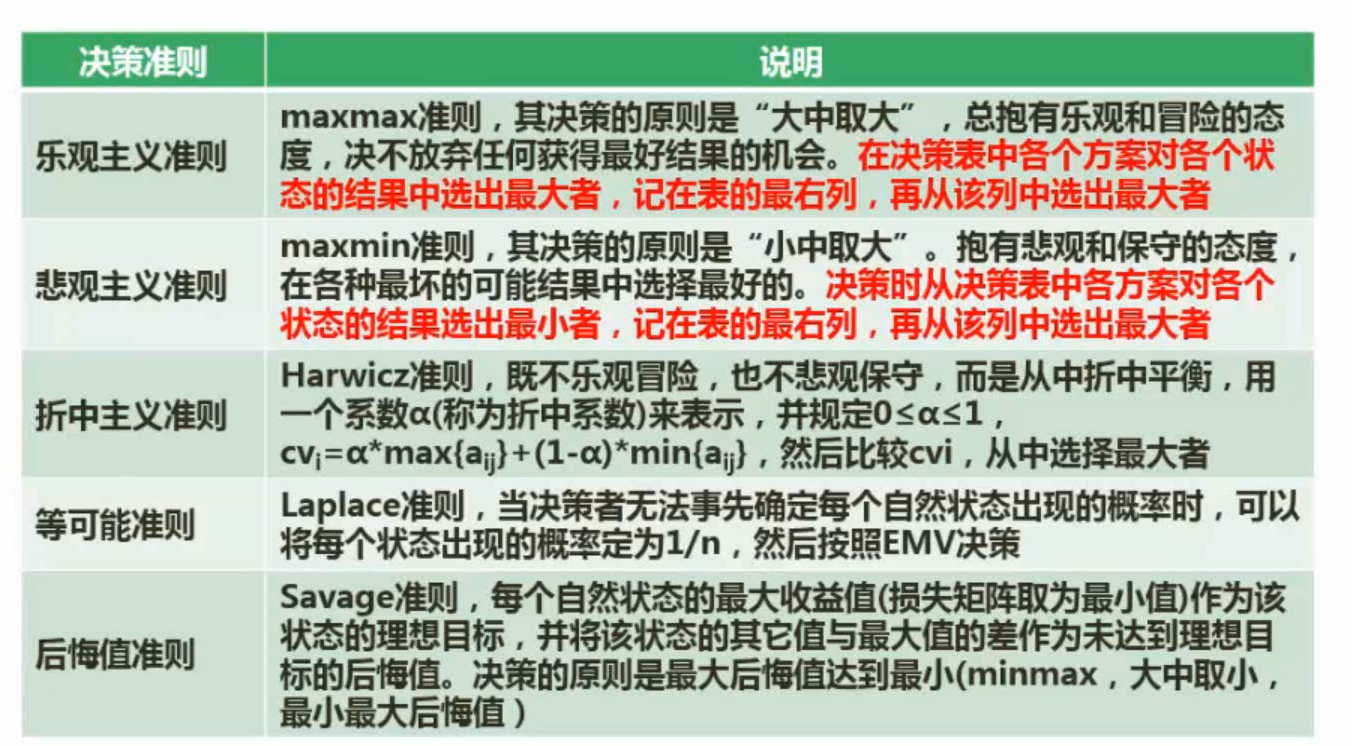 决策准则
说明
乐观主义准则
maxmax准则，其决策的原则是“大中取大”，总抱有乐观和冒险的态
度，决不放弃任何获得最好结果的机会。在决策表中各个方案对各个状
态的结果中选出最大者，记在表的最右列，再从该列中选出最大者
悲观主义准则
maxmin准则，其决策的原则是“小中取大”。抱有悲观和保守的态度，
在各种最坏的可能结果中选择最好的。决策时从决策表中各方案对各个
状态的结果选出最小者，记在表的最右列，再从该列中选出最大者
折中主义准则
Harwicz准则，既不乐观冒险，也不悲观保守，而是从中折中平衡，用
一个系数α(称为折中系数)来表示，并规定0≤α≤1，
cvᵢ=α*max{aᵢⱼ}+(1-α)*min{aᵢⱼ}，然后比较cvi，从中选择最大者
等可能准则
Laplace准则，当决策者无法事先确定每个自然状态出现的概率时，可以
将每个状态出现的概率定为1/n，然后按照EMV决策
后悔值准则
Savage准则，每个自然状态的最大收益值(损失矩阵取为最小值)作为该
状态的理想目标，并将该状态的其它值与最大值的差作为未达到理想目
标的后悔值。决策的原则是最大后悔值达到最小(minmax，大中取小，
最小最大后悔值）